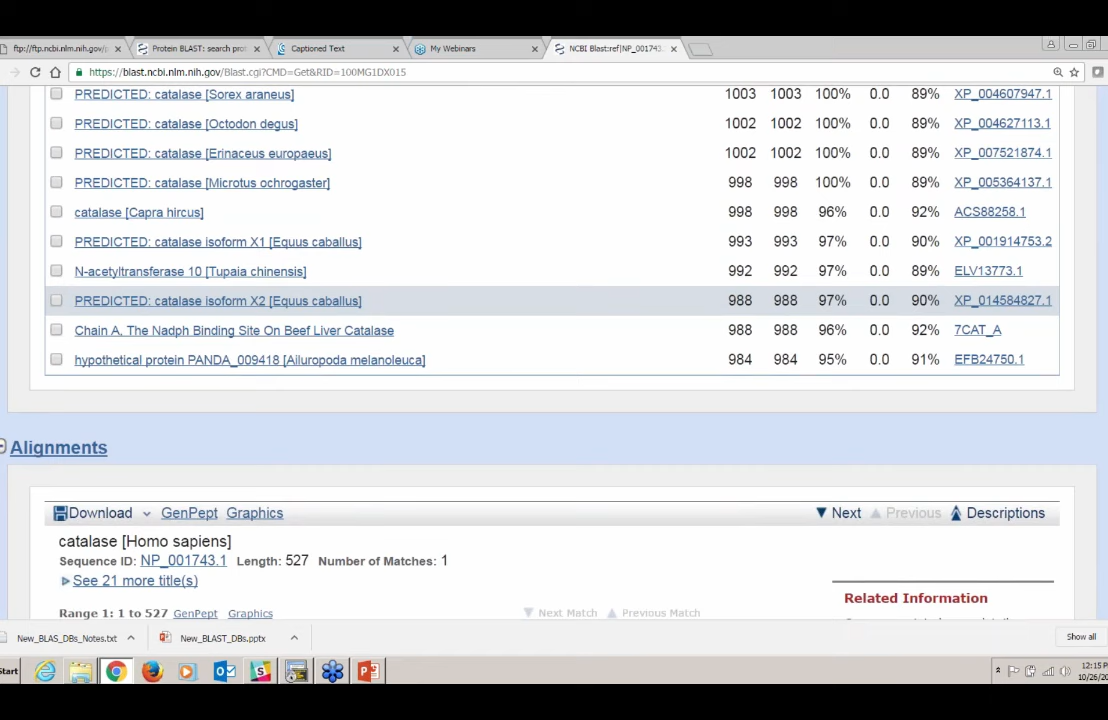 ftp://ftp.ncbi.nlm.nih.gov/p Protein BLAST: search prot Captioned Text My Webinars NCBI Blast:ref|NP_001743.
https://blast.ncbi.nlm.nih.gov/Blast.cgi?CMD=Get&RID=100MG1DX015
PREDICTED: catalase [Sorex araneus] 1003 1003 100% 0.0 89% XP_004607947.1
PREDICTED: catalase [Octodon degus] 1002 1002 100% 0.0 89% XP_004627113.1
PREDICTED: catalase [Erinaceus europaeus] 1002 1002 100% 0.0 89% XP_007521874.1
PREDICTED: catalase [Microtus ochrogaster] 998 998 100% 0.0 89% XP_005364137.1
catalase [Capra hircus] 998 998 96% 0.0 92% ACS88258.1
PREDICTED: catalase isoform X1 [Equus caballus] 993 993 97% 0.0 90% XP_001914753.2
N-acetyltransferase 10 [Tupaia chinensis] 992 992 97% 0.0 89% ELV13773.1
PREDICTED: catalase isoform X2 [Equus caballus] 988 988 97% 0.0 90% XP_014584827.1
Chain A, The Nadph Binding Site On Beef Liver Catalase 988 988 96% 0.0 92% 7CAT_A
hypothetical protein PANDA_009418 [Ailuropoda melanoleuca] 984 984 95% 0.0 91% EFB24750.1
Alignments
Download GenPept Graphics Next Previous Descriptions
catalase [Homo sapiens]
Sequence ID: NP_001743.1 Length: 527 Number of Matches: 1
See 21 more title(s)
Related Information
Range 1: 1 to 527 GenPept Graphics Next Match Previous Match
New_BLAS_DBs_Notes.txt New_BLAST_DBs.pptx Show all
Start 12:15 P
10/26/20